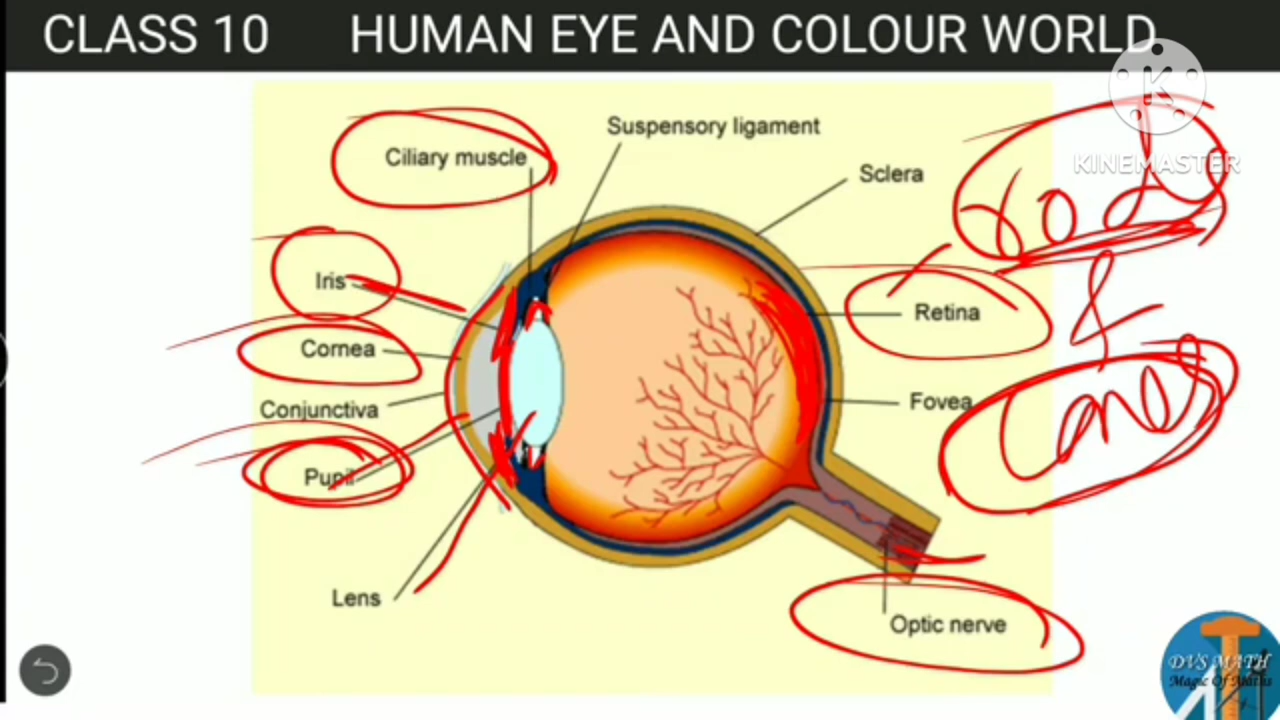 CLASS 10 HUMAN EYE AND COLOUR WORLD
KINEMASTER
Suspensory ligament
Ciliary muscle
Sclera
rods
Iris
Retina
&
Cornea
Conjunctiva
Fovea
Cones
Pupil
Lens
Optic nerve
DVS MATH
Magic Of Maths